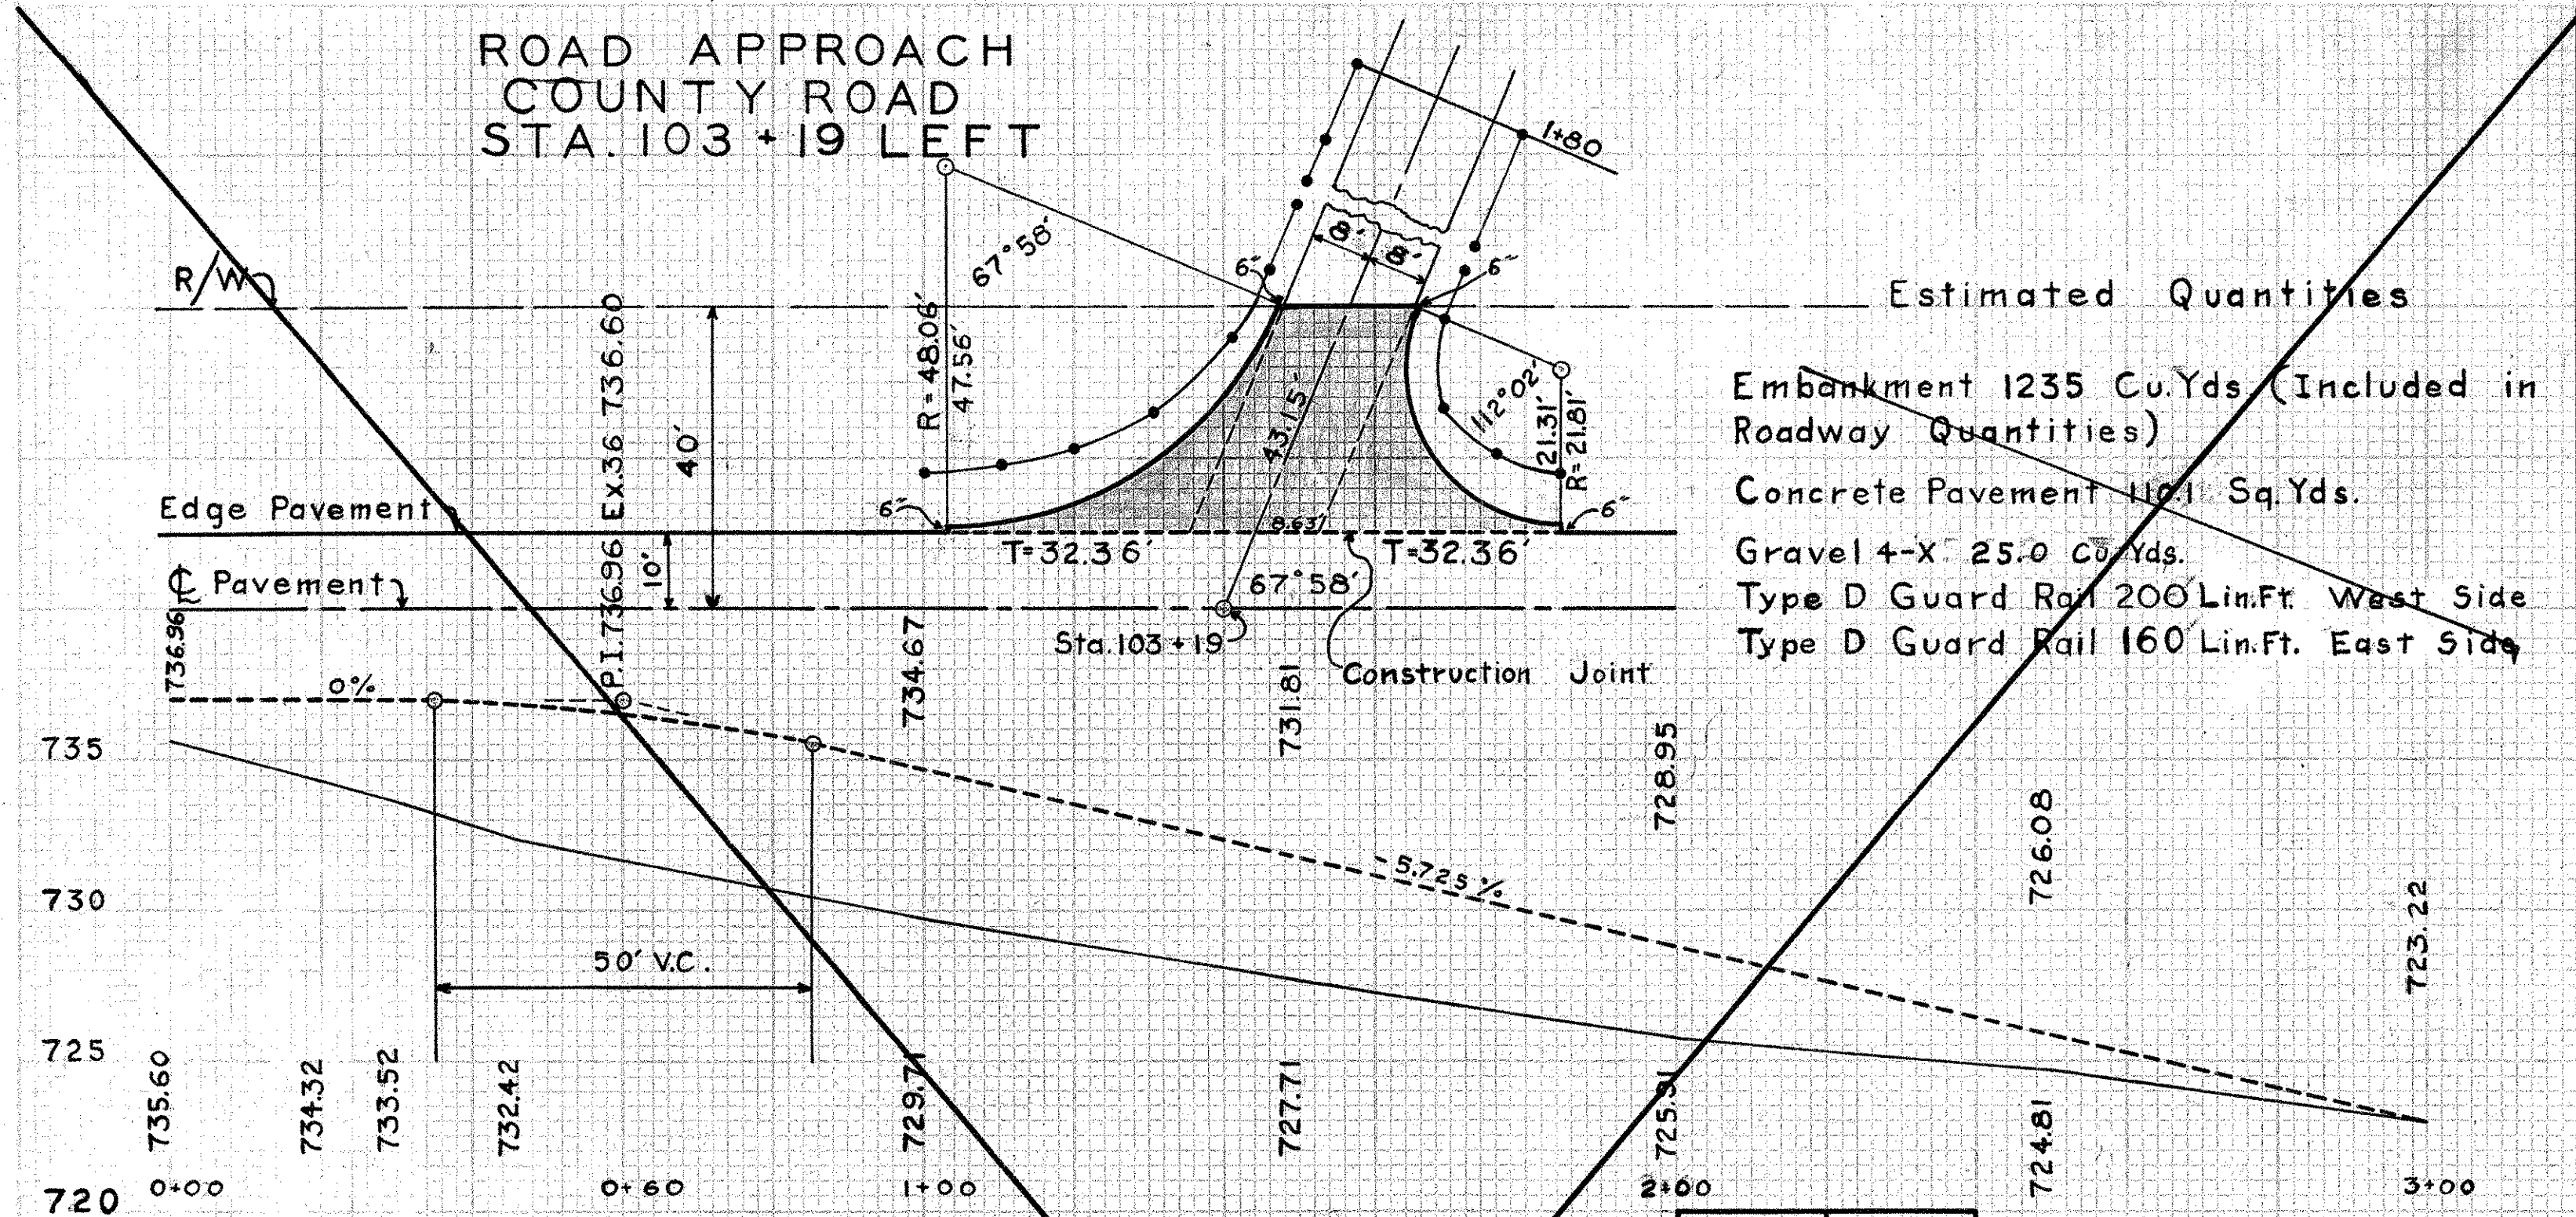 ROAD APPROACH
COUNTY ROAD
STA. 103 + 19 LEFT
1+80
67°58'
8'
8'
6"
6"
R/W
Estimated Quantities
R = 48.06'
47.56'
P.I. 736.96 Ex.36 736.60
40'
43.15'
112°02'
21.31'
R=21.81'
Embankment 1235 Cu.Yds. (Included in
Roadway Quantities)
Concrete Pavement 110.1 Sq.Yds.
Gravel 4-X 25.0 Cu.Yds.
Type D Guard Rail 200 Lin.Ft. West Side
Type D Guard Rail 160 Lin.Ft. East Side
Edge Pavement
6"
6"
8.63'
T=32.36'
T=32.36'
10'
℄ Pavement
67°58'
Sta.103+19
Construction Joint
736.96
0%
734.67
731.81
728.95
726.08
723.22
735
-5.725%
730
50' V.C.
725
735.60
734.32
733.52
732.42
729.71
727.71
724.81
720
0+00
0+60
1+00
2+00
3+00